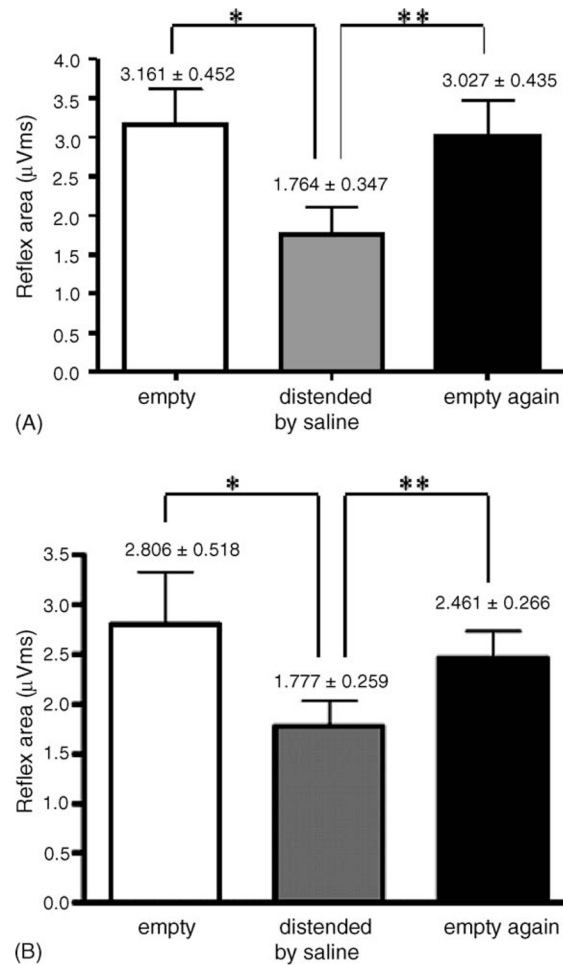 * **
4.0 3.161 ± 0.452 3.027 ± 0.435
3.5
3.0
2.5
1.764 ± 0.347
2.0
1.5
1.0
0.5
0.0
Reflex area (μVms)
empty distended empty again
(A) by saline
* **
3.5 2.806 ± 0.518
3.0 2.461 ± 0.266
2.5
1.777 ± 0.259
2.0
1.5
1.0
0.5
0.0
Reflex area (μVms)
empty distended empty again
(B) by saline